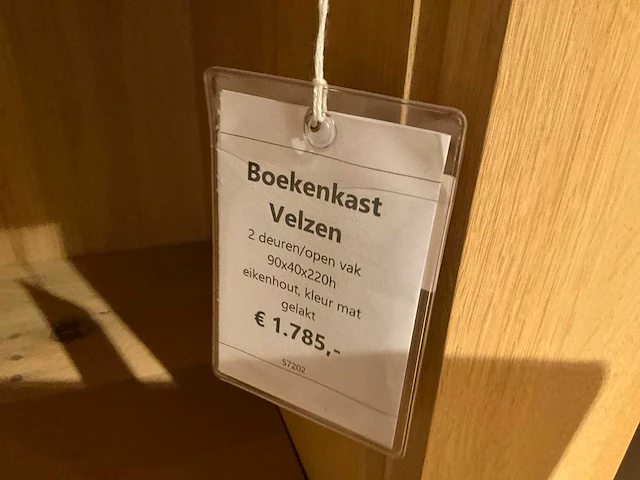 Boekenkast
Velzen
2 deuren/open vak
90x40x220h
eikenhout, kleur mat
gelakt
€ 1.785,-
57202